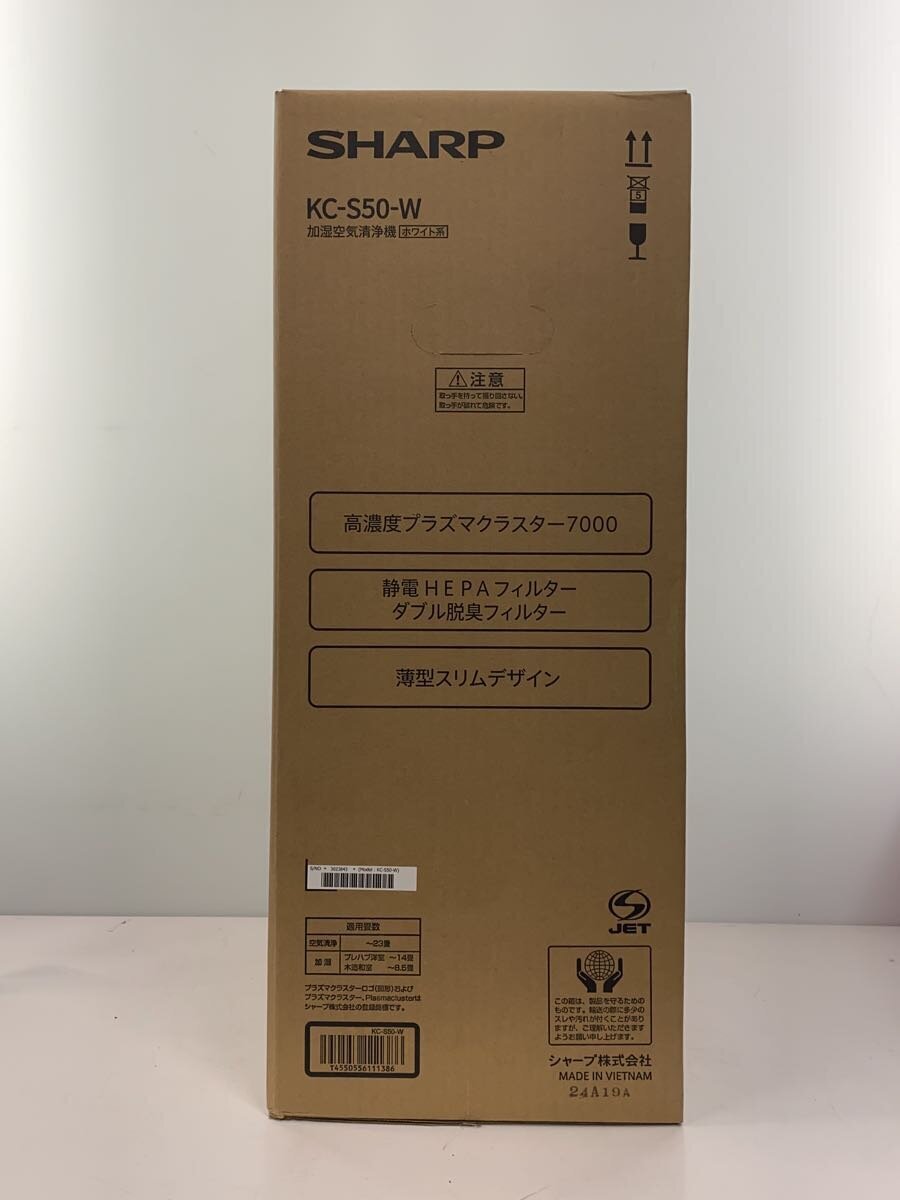 SHARP
KC-S50-W
加湿空気清浄機 ホワイト系
5
注意
取っ手を持って振り回さない。
取っ手が破れて危険です。
高濃度プラズマクラスター7000
静電HEPAフィルター
ダブル脱臭フィルター
薄型スリムデザイン
S/NO * 3023843 * (Model : KC-S50-W)
JET
適用畳数
空気清浄 ～23畳
加湿 プレハブ洋室 ～14畳
木造和室 ～8.5畳
プラズマクラスターロゴ(図形)および
プラズマクラスター、Plasmaclusterは
シャープ株式会社の登録商標です。
KC-S50-W
T4550556111386
この箱は、製品を守るための
ものです。輸送の際に多少の
スレや汚れが付くことがあり
ますが、ご理解いただきます
ようお願い申し上げます。
シャープ株式会社
MADE IN VIETNAM
24A19A